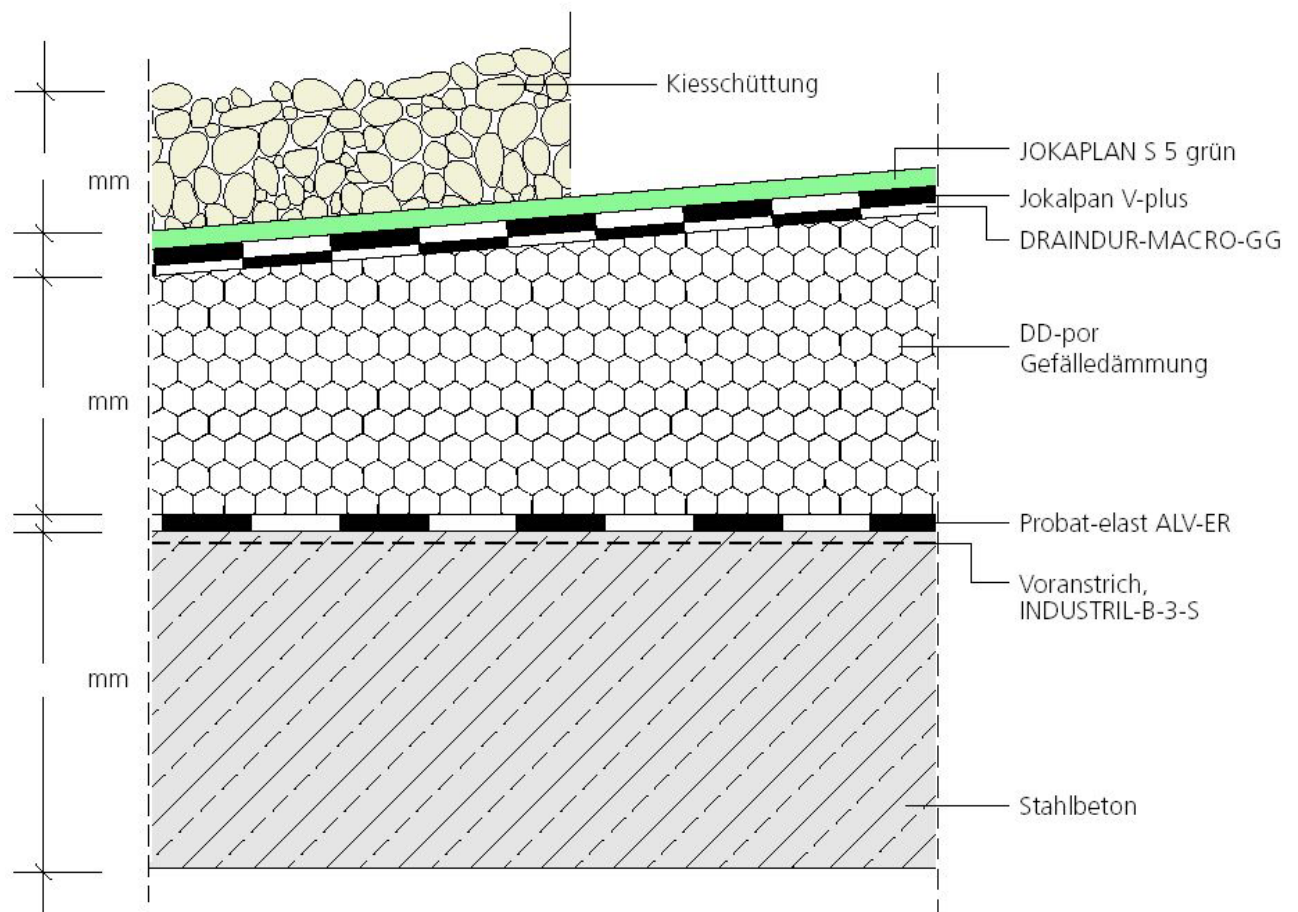 Kiesschüttung
JOKAPLAN S 5 grün
mm
Jokalpan V-plus
DRAINDUR-MACRO-GG
DD-por
Gefälledämmung
mm
Probat-elast ALV-ER
Voranstrich,
INDUSTRIL-B-3-S
mm
Stahlbeton